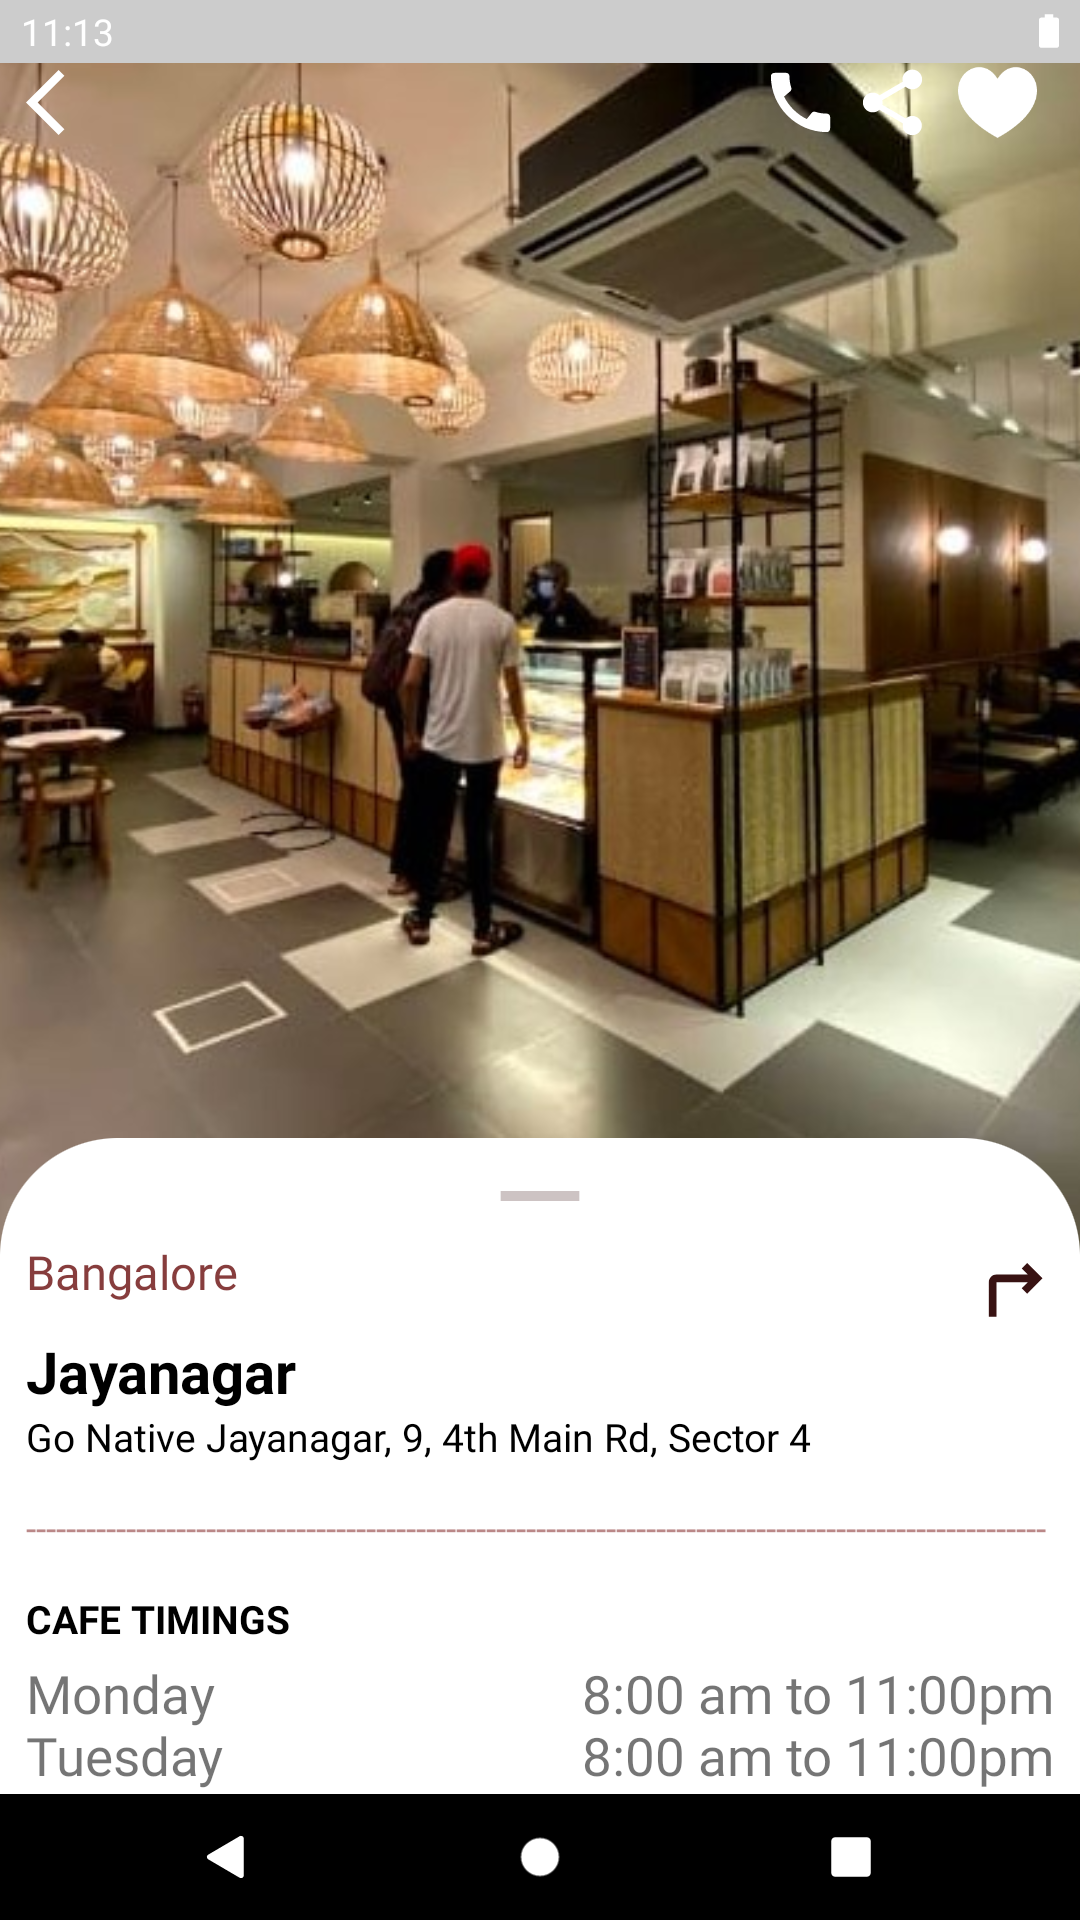 11:13
Bangalore
Jayanagar
Go Native Jayanagar, 9, 4th Main Rd, Sector 4
CAFE TIMINGS
Monday 8:00 am to 11:00pm
Tuesday 8:00 am to 11:00pm